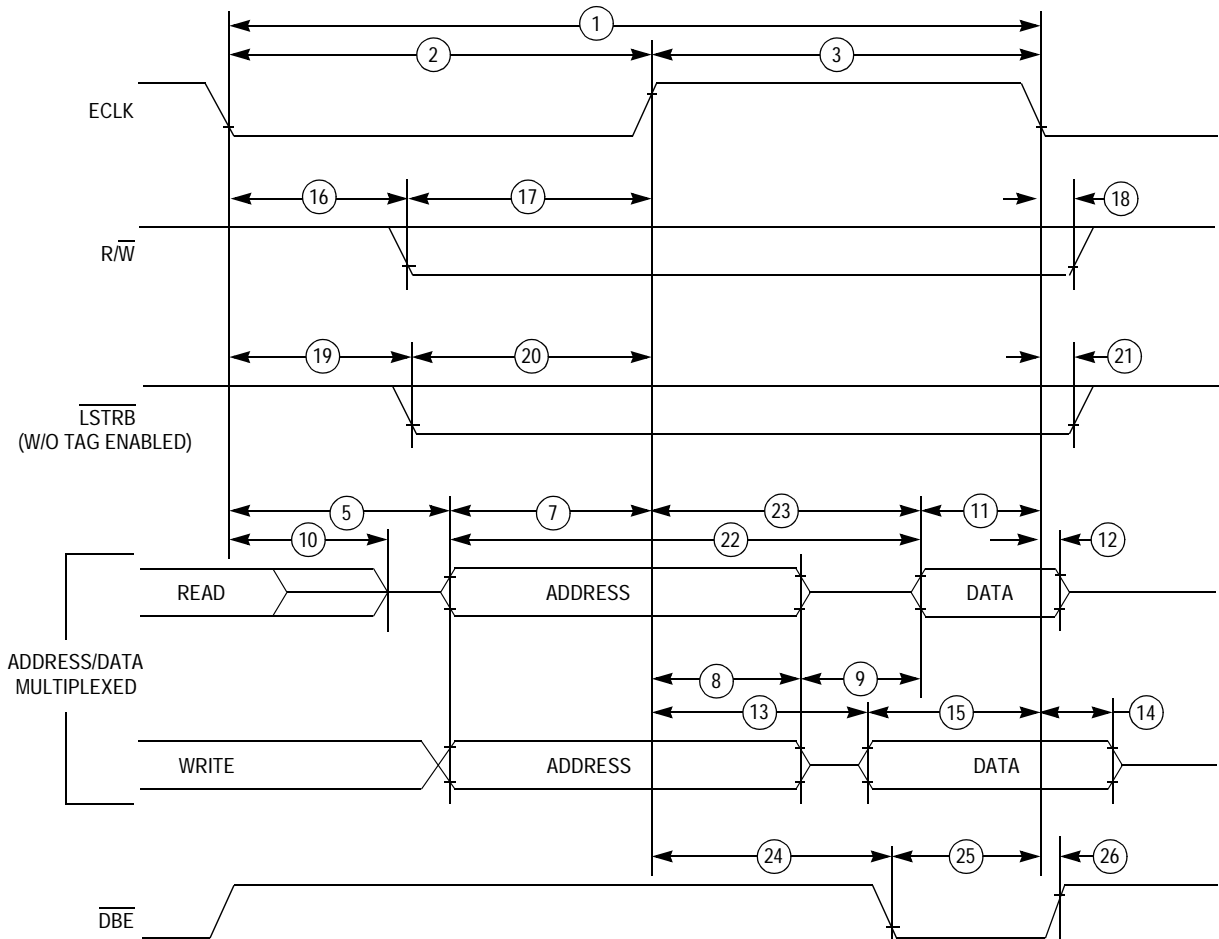 1
2
3
ECLK
16
17
18
R/W
19
20
21
LSTRB
(W/O TAG ENABLED)
5
7
23
11
10
22
12
READ
ADDRESS
DATA
ADDRESS/DATA
MULTIPLEXED
8
9
13
15
14
WRITE
ADDRESS
DATA
24
25
26
DBE